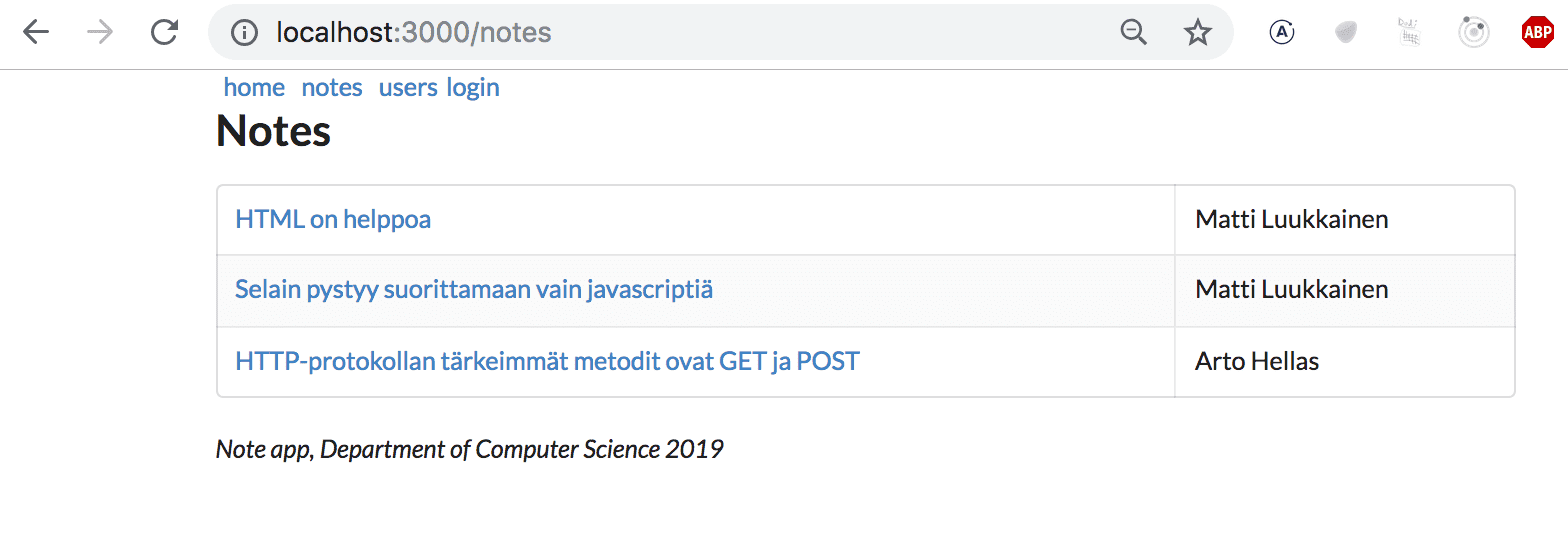 localhost:3000/notes
ABP
home notes users login
Notes
HTML on helppoa Matti Luukkainen
Selain pystyy suorittamaan vain javascriptiä Matti Luukkainen
HTTP-protokollan tärkeimmät metodit ovat GET ja POST Arto Hellas
Note app, Department of Computer Science 2019